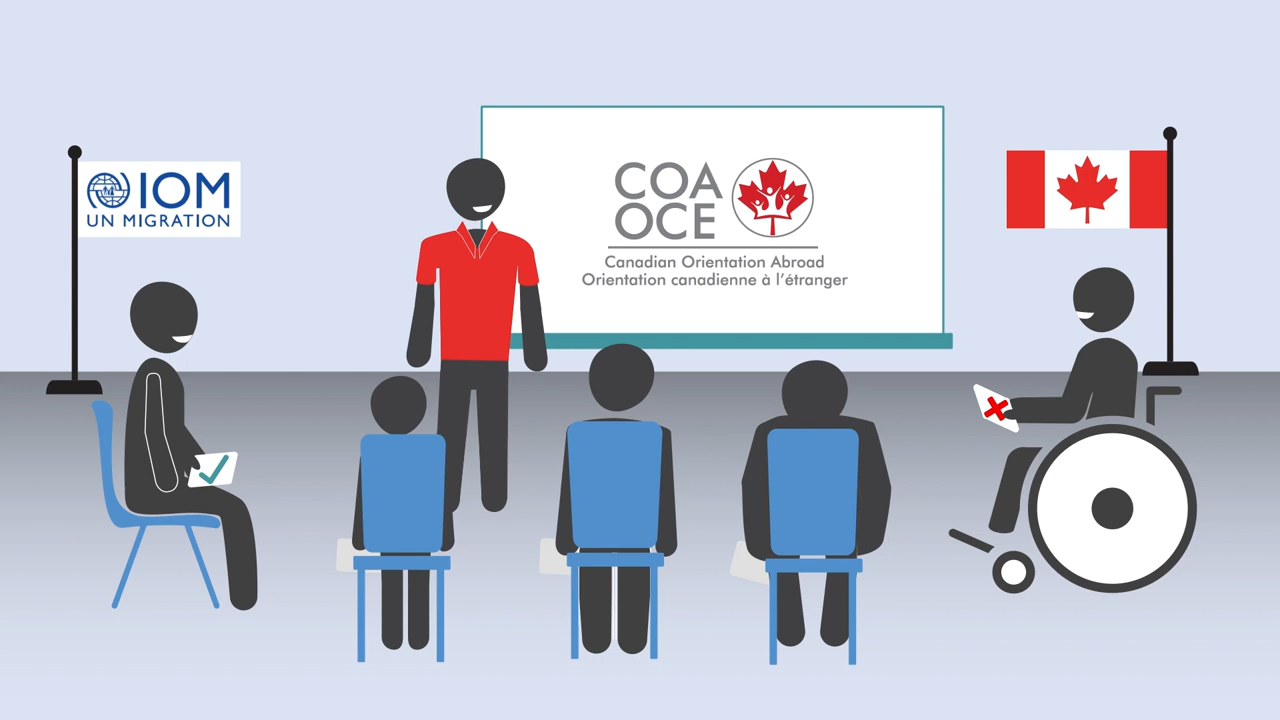 IOM
UN MIGRATION
COA
OCE
Canadian Orientation Abroad
Orientation canadienne à l'étranger